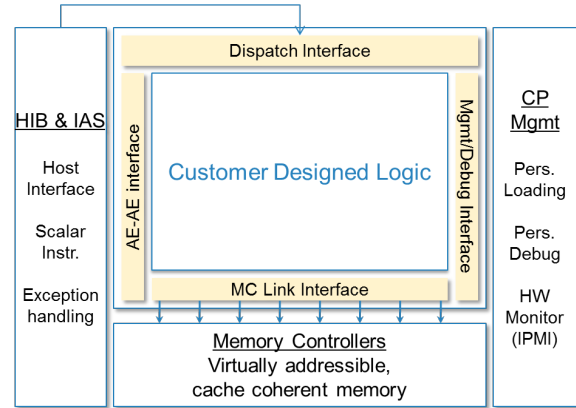 Dispatch Interface
HIB & IAS
Host
Interface
Scalar
Instr.
Exception
handling
AE-AE interface
Customer Designed Logic
Mgmt/Debug Interface
MC Link Interface
Memory Controllers
Virtually addressible,
cache coherent memory
CP
Mgmt
Pers.
Loading
Pers.
Debug
HW
Monitor
(IPMI)